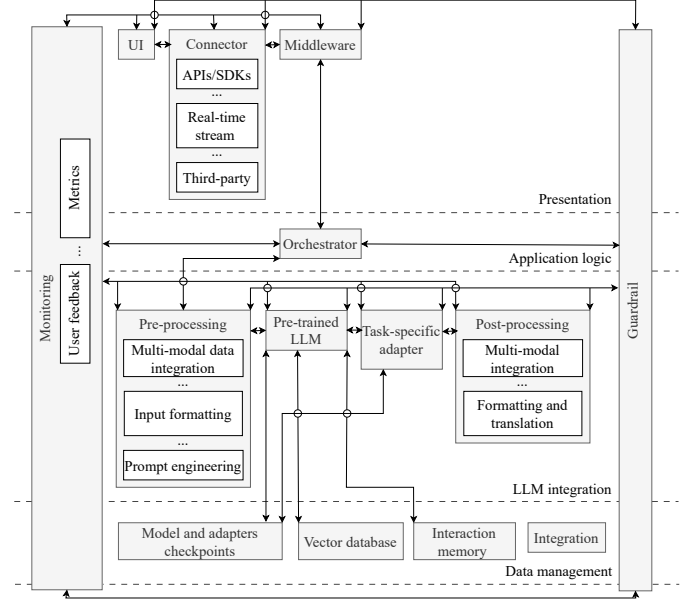 UI
Connector
Middleware
APIs/SDKs
...
Real-time
stream
...
Third-party
Presentation
Monitoring
Metrics
...
User feedback
Guardrail
Orchestrator
Application logic
Pre-processing
Multi-modal data
integration
...
Input formatting
...
Prompt engineering
Pre-trained
LLM
Task-specific
adapter
Post-processing
Multi-modal
integration
...
Formatting and
translation
LLM integration
Model and adapters
checkpoints
Vector database
Interaction
memory
Integration
Data management